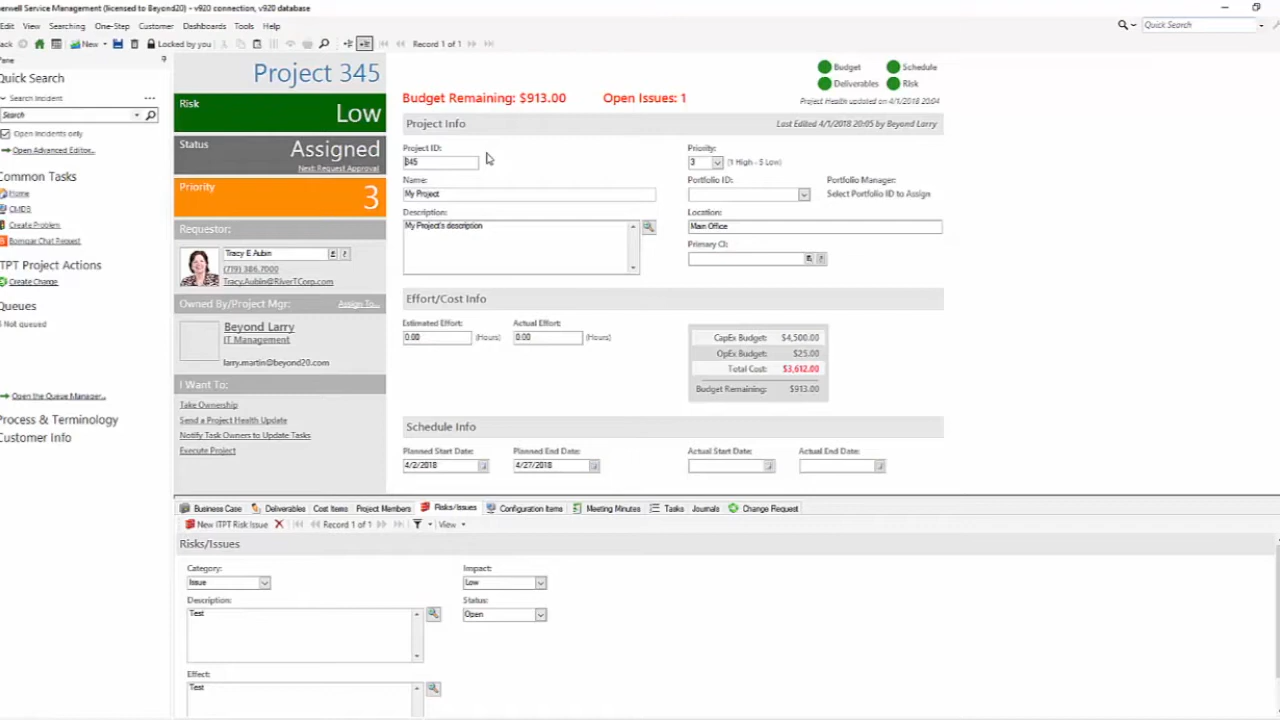 erwell Service Management (licensed to Beyond20) - v920 connection, v920 database
Edit View Searching One-Step Customer Dashboards Tools Help
Quick Search
ack New Locked by you Record 1 of 1
Pane
Quick Search
Search Incident ...
Search
Open Incidents only
Open Advanced Editor...
Common Tasks
Home
CMDB
Create Problem
Bomgar Chat Request
ITPT Project Actions
Create Change
Queues
Not queued
Open the Queue Manager...
Process & Terminology
Customer Info
Project 345
Risk
Low
Status
Assigned
Next: Request Approval
Priority
3
Requestor:
Tracy E Aubin
(719) 386.7000
Tracy.Aubin@RiverTCorp.com
Owned By/Project Mgr: Assign To...
Beyond Larry
IT Management
larry.martin@beyond20.com
I Want To:
Take Ownership
Send a Project Health Update
Notify Task Owners to Update Tasks
Execute Project
Budget Schedule
Deliverables Risk
Budget Remaining: $913.00 Open Issues: 1
Project Health updated on 4/1/2018 20:04
Project Info Last Edited 4/1/2018 20:05 by Beyond Larry
Project ID: Priority:
345 3 (1 High - 5 Low)
Name: Portfolio ID: Portfolio Manager:
My Project Select Portfolio ID to Assign
Description: Location:
My Project's description Main Office
Primary CI:
Effort/Cost Info
Estimated Effort: Actual Effort:
0.00 (Hours) 0.00 (Hours)
CapEx Budget: $4,500.00
OpEx Budget: $25.00
Total Cost: $3,612.00
Budget Remaining: $913.00
Schedule Info
Planned Start Date: Planned End Date: Actual Start Date: Actual End Date:
4/2/2018 4/27/2018
Business Case Deliverables Cost Items Project Members Risks/Issues Configuration Items Meeting Minutes Tasks Journals Change Request
New ITPT Risk Issue Record 1 of 1 View
Risks/Issues
Category: Impact:
Issue Low
Description: Status:
Test Open
Effect:
Test